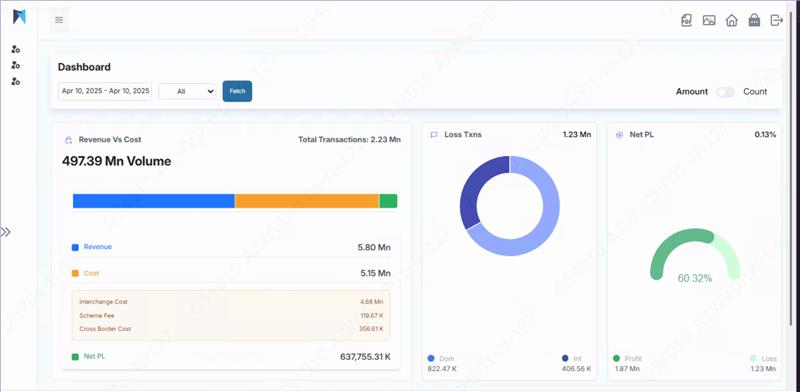 Dashboard
Apr 10, 2025 - Apr 10, 2025 All Fetch Amount Count
Revenue Vs Cost Total Transactions: 2.23 Mn
497.39 Mn Volume
Revenue 5.80 Mn
Cost 5.15 Mn
Interchange Cost 4.68 Mn
Scheme Fee 119.67 K
Cross Border Cost 356.61 K
Net PL 637,755.31 K
Loss Txns 1.23 Mn
Dom Int
822.47 K 406.56 K
Net PL 0.13%
60.32%
Profit Loss
1.87 Mn 1.23 Mn